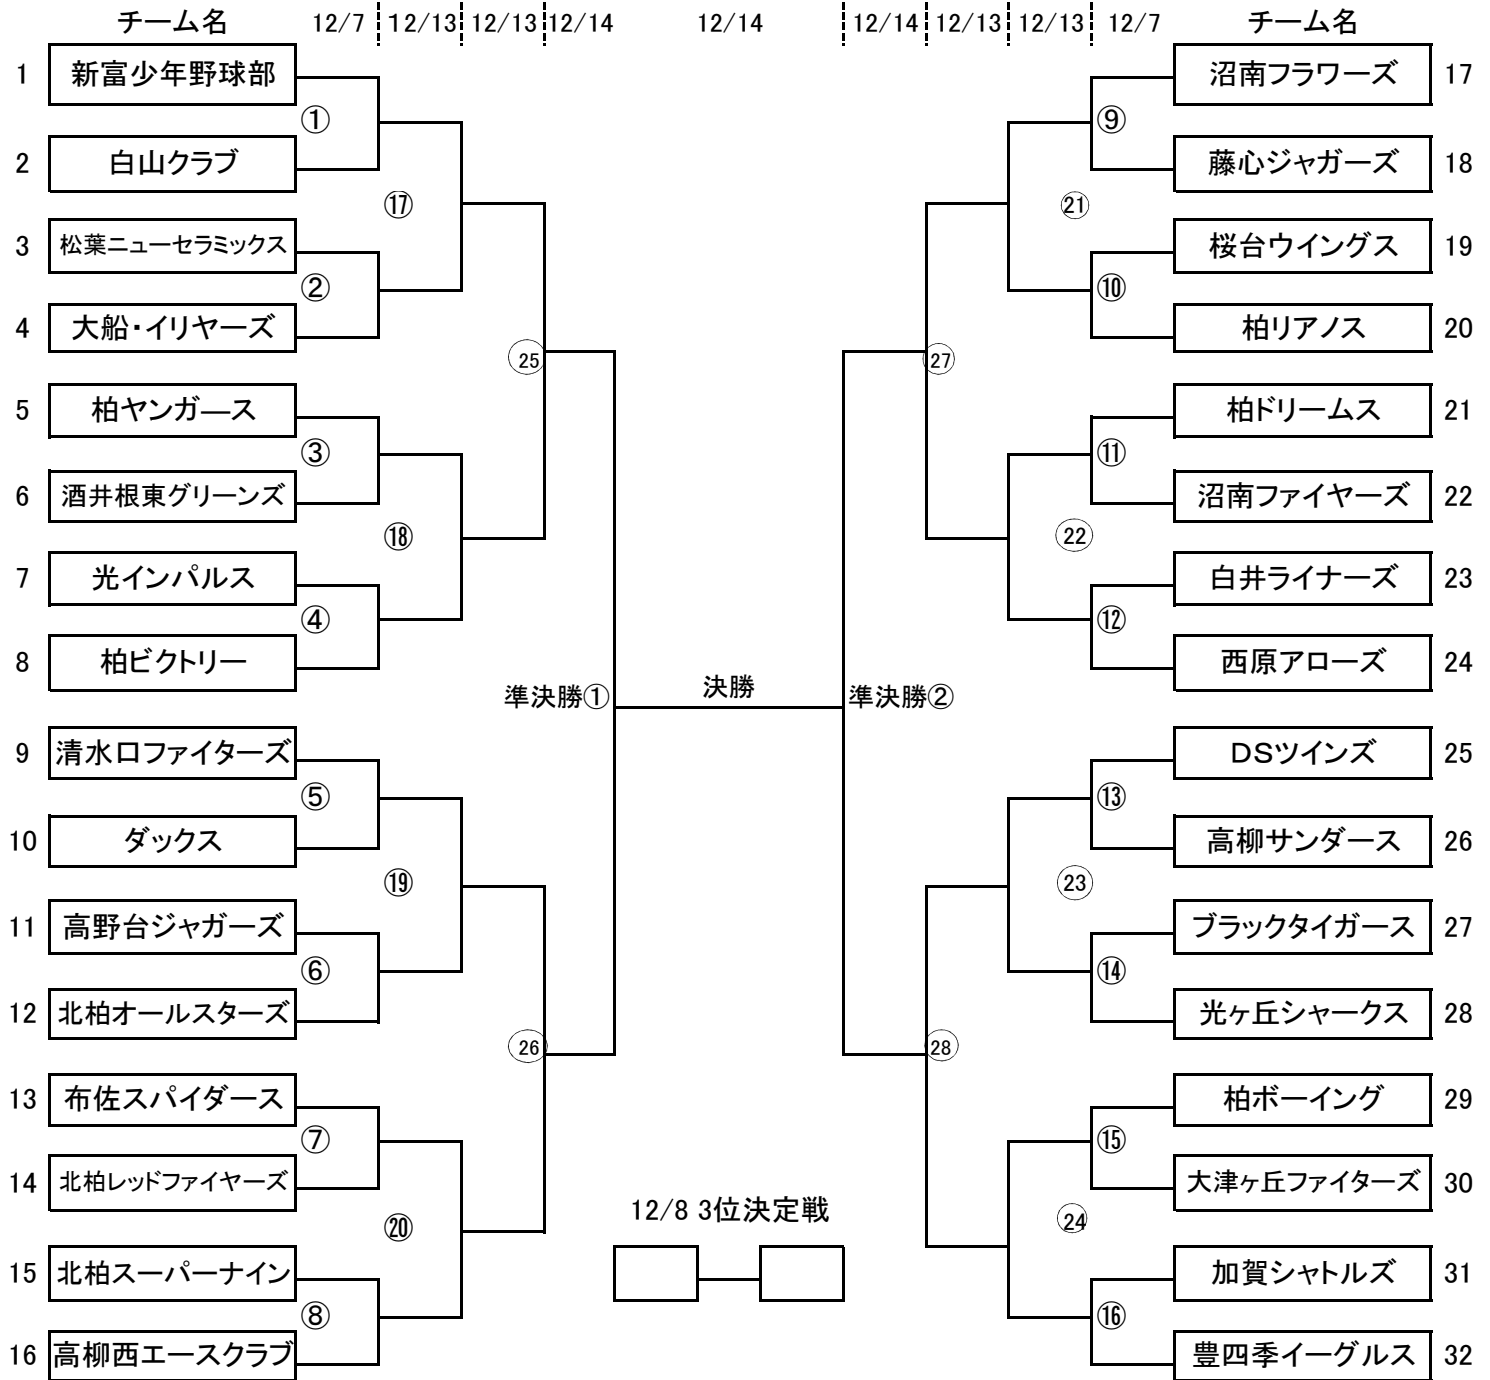 チーム名 12/7 12/13 12/13 12/14 12/14 12/14 12/13 12/13 12/7 チーム名
1 新富少年野球部 沼南フラワーズ 17
① ⑨
2 白山クラブ 藤心ジャガーズ 18
⑰ ㉑
3 松葉ニューセラミックス 桜台ウイングス 19
② ⑩
4 大船・イリヤーズ 柏リアノス 20
㉕ ㉗
5 柏ヤンガ―ス 柏ドリームス 21
③ ⑪
6 酒井根東グリーンズ 沼南ファイヤーズ 22
⑱ ㉒
7 光インパルス 白井ライナーズ 23
④ ⑫
8 柏ビクトリー 西原アローズ 24
準決勝① 決勝 準決勝②
9 清水口ファイターズ DSツインズ 25
⑤ ⑬
10 ダックス 高柳サンダース 26
⑲ ㉓
11 高野台ジャガーズ ブラックタイガース 27
⑥ ⑭
12 北柏オールスターズ 光ヶ丘シャークス 28
㉖ ㉘
13 布佐スパイダース 柏ボーイング 29
⑦ ⑮
14 北柏レッドファイヤーズ 大津ヶ丘ファイターズ 30
12/8 3位決定戦
⑳ ㉔
15 北柏スーパーナイン 加賀シャトルズ 31
⑧ ⑯
16 高柳西エースクラブ 豊四季イーグルス 32